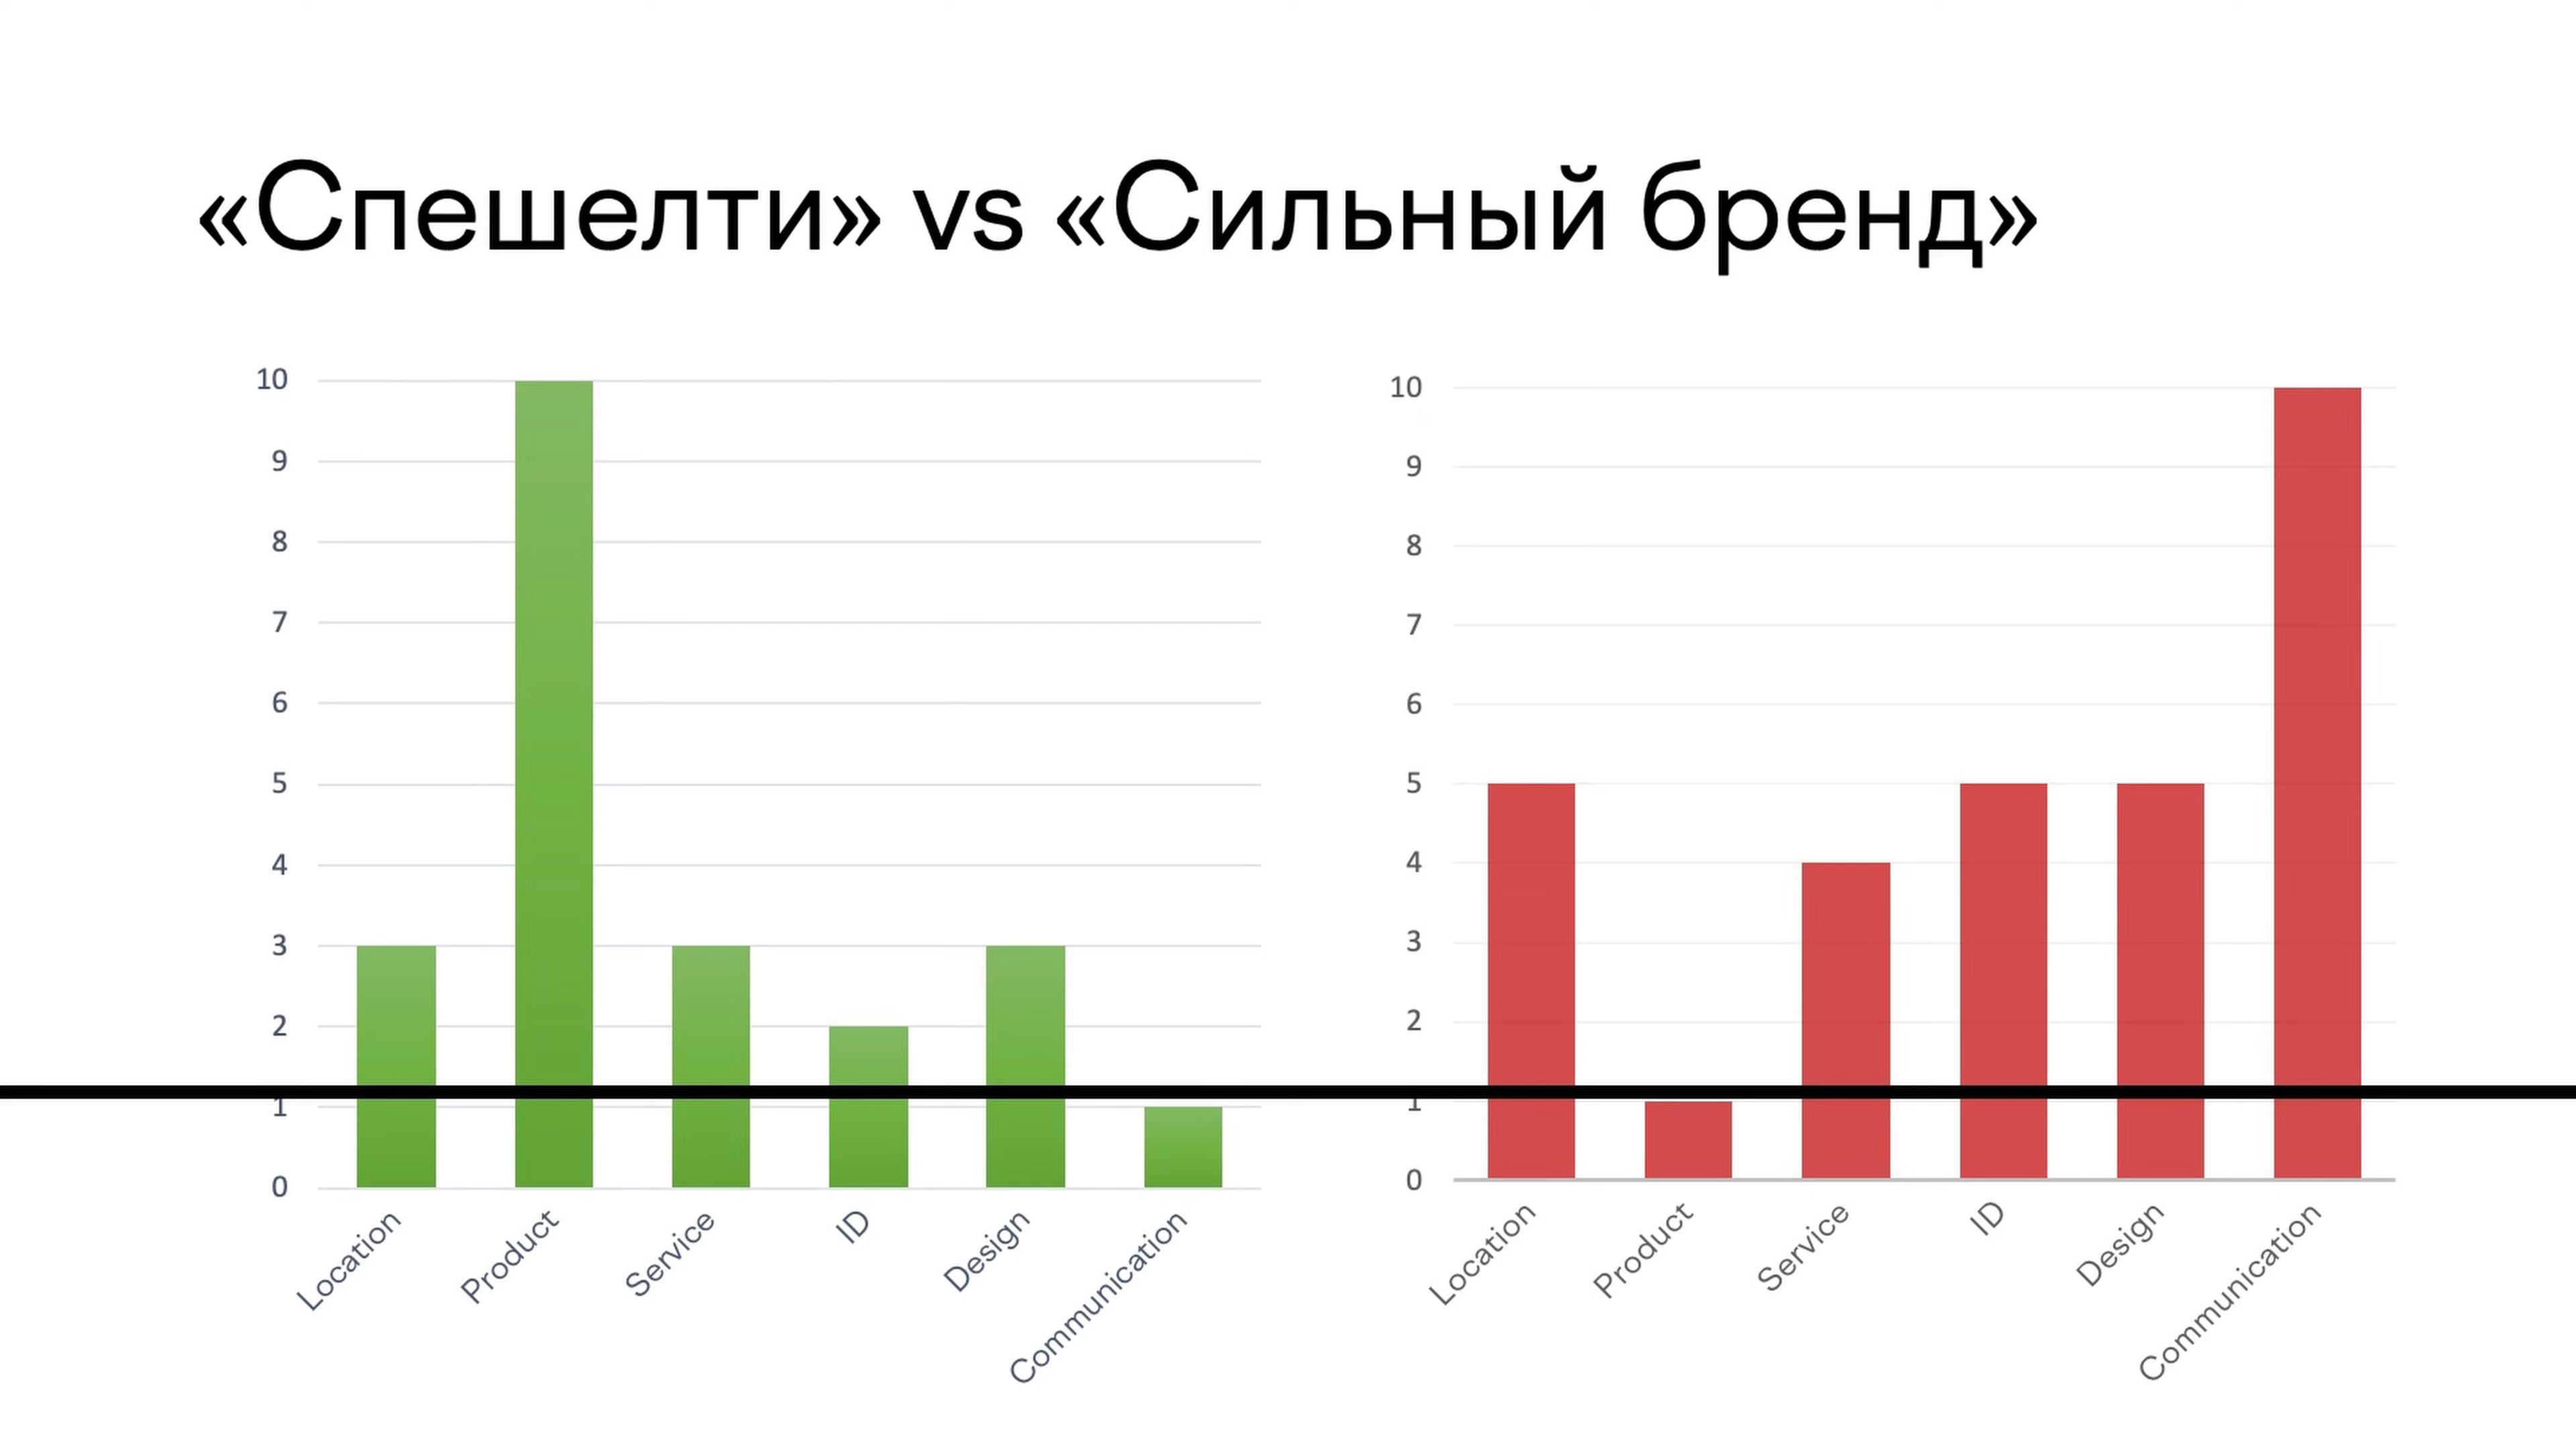 «Спешелти» vs «Сильный бренд»
10
9
8
7
6
5
4
3
2
1
0
Location
Product
Service
ID
Design
Communication
10
9
8
7
6
5
4
3
2
1
0
Location
Product
Service
ID
Design
Communication